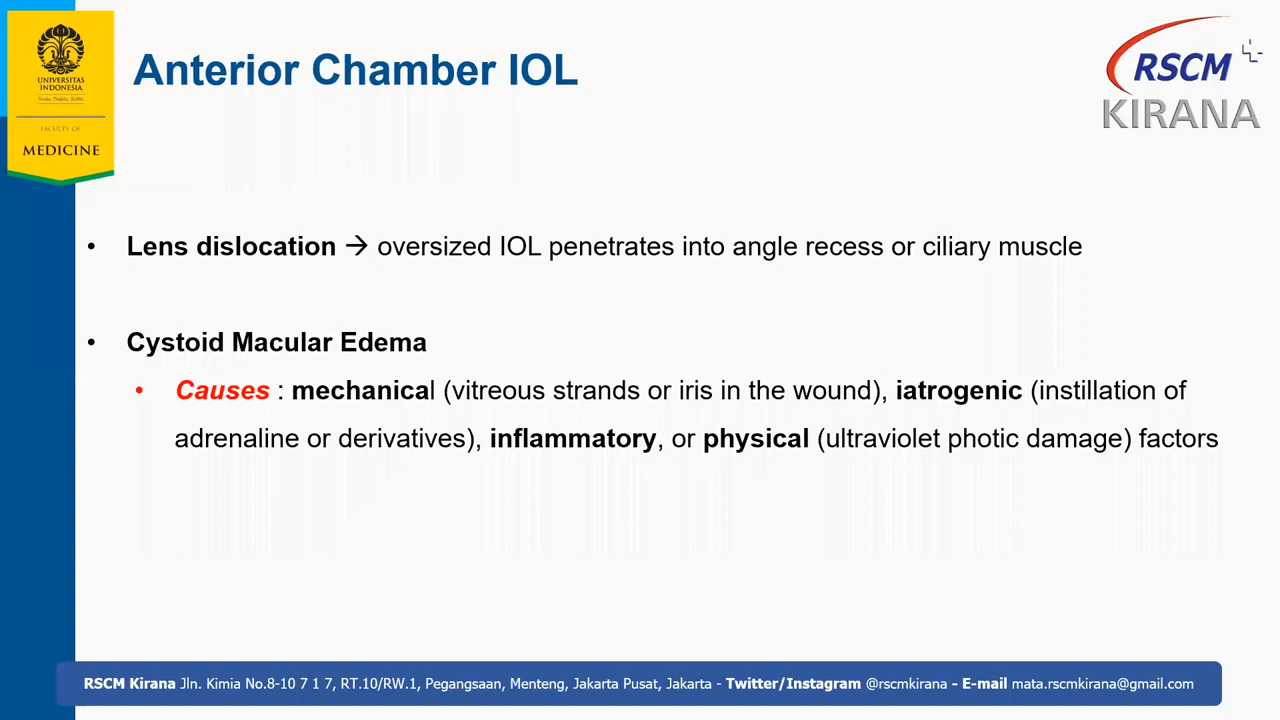 UNIVERSITAS
INDONESIA
FACULTY OF
MEDICINE
Anterior Chamber IOL
RSCM
KIRANA
• Lens dislocation → oversized IOL penetrates into angle recess or ciliary muscle
• Cystoid Macular Edema
• Causes : mechanical (vitreous strands or iris in the wound), iatrogenic (instillation of
adrenaline or derivatives), inflammatory, or physical (ultraviolet photic damage) factors
RSCM Kirana Jln. Kimia No.8-10 7 1 7, RT.10/RW.1, Pegangsaan, Menteng, Jakarta Pusat, Jakarta - Twitter/Instagram @rscmkirana - E-mail mata.rscmkirana@gmail.com